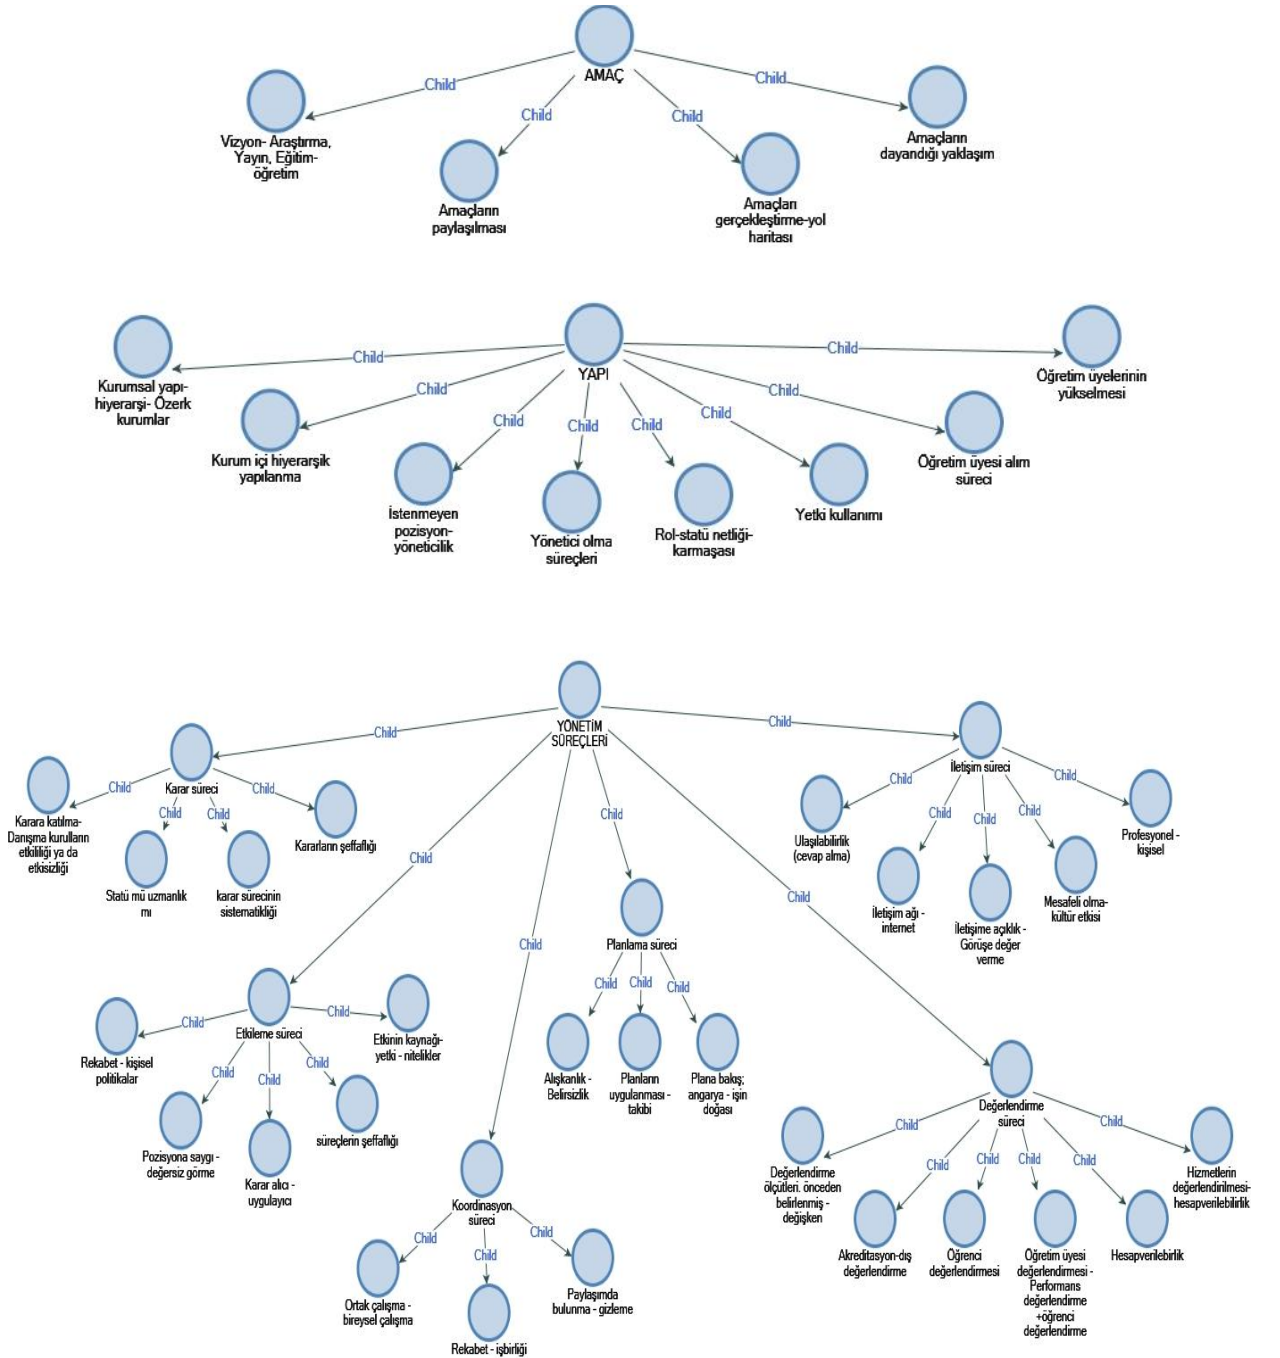 AMAÇ
Child
Child
Child
Child
Vizyon- Araştırma,
Yayın, Eğitim-
öğretim
Amaçların
paylaşılması
Amaçları
gerçekleştirme-yol
haritası
Amaçların
dayandığı yaklaşım
YAPI
Child
Child
Child
Child
Child
Child
Child
Child
Kurumsal yapı-
hiyerarşi- Özerk
kurumlar
Kurum içi hiyerarşik
yapılanma
İstenmeyen
pozisyon-
yöneticilik
Yönetici olma
süreçleri
Rol-statü netliği-
karmaşası
Yetki kullanımı
Öğretim üyesi alım
süreci
Öğretim üyelerinin
yükselmesi
YÖNETİM
SÜREÇLERİ
Child
Child
Child
Child
Child
Child
Karar süreci
Child
Child
Child
Child
Karara katılma-
Danışma kurulların
etkililiği ya da
etkisizliği
Statü mü uzmanlık
mı
karar sürecinin
sistematikliği
Kararların şeffaflığı
İletişim süreci
Child
Child
Child
Child
Child
Ulaşılabilirlik
(cevap alma)
İletişim ağı -
internet
İletişime açıklık -
Görüşe değer
verme
Mesafeli olma-
kültür etkisi
Profesyonel -
kişisel
Planlama süreci
Child
Child
Child
Alışkanlık -
Belirsizlik
Planların
uygulanması -
takibi
Plana bakış;
angarya - işin
doğası
Etkileme süreci
Child
Child
Child
Child
Child
Rekabet - kişisel
politikalar
Pozisyona saygı -
değersiz görme
Karar alıcı -
uygulayıcı
süreçlerin şeffaflığı
Etkinin kaynağı-
yetki - nitelikler
Koordinasyon
süreci
Child
Child
Child
Ortak çalışma -
bireysel çalışma
Rekabet - işbirliği
Paylaşımda
bulunma - gizleme
Değerlendirme
süreci
Child
Child
Child
Child
Child
Child
Değerlendirme
ölçütleri. önceden
belirlenmiş -
değişken
Akreditasyon-dış
değerlendirme
Öğrenci
değerlendirmesi
Öğretim üyesi
değerlendirmesi -
Performans
değerlendirme
+öğrenci
değerlendirme
Hesapverilebirlik
Hizmetlerin
değerlendirilmesi-
hesapverilebilirlik